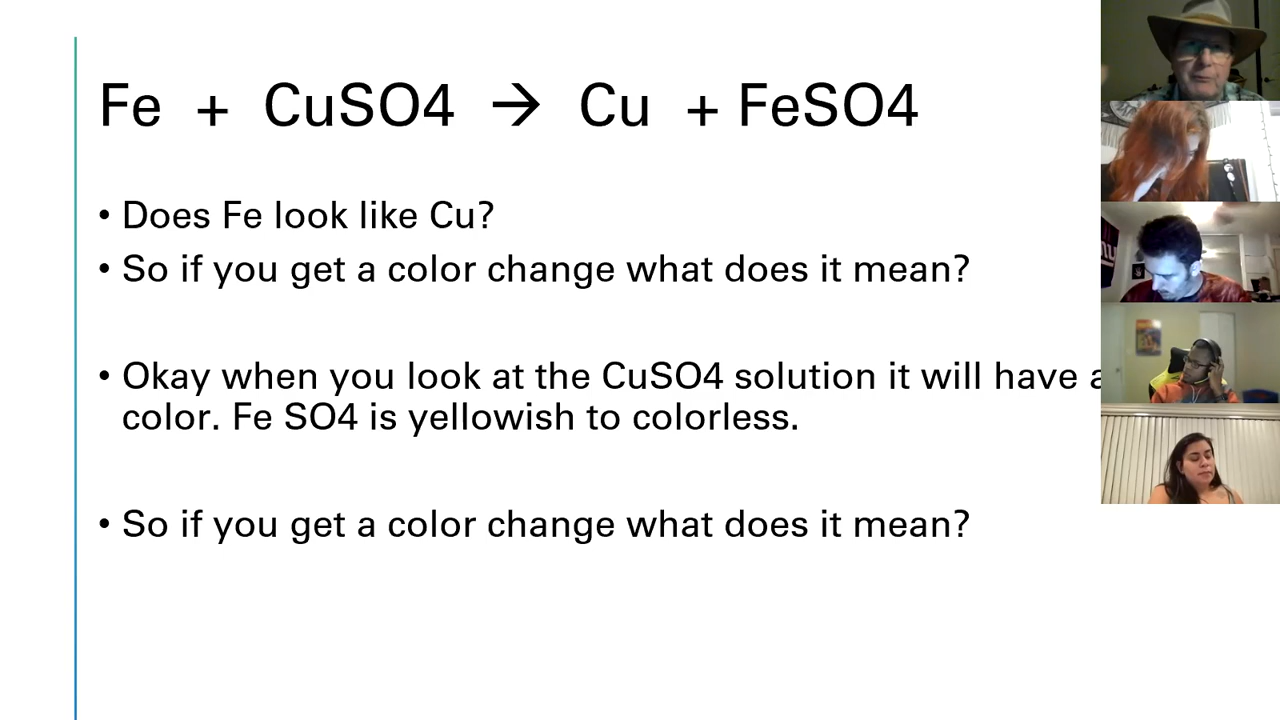 Fe + CuSO4 → Cu + FeSO4
• Does Fe look like Cu?
• So if you get a color change what does it mean?
• Okay when you look at the CuSO4 solution it will have a
color. Fe SO4 is yellowish to colorless.
• So if you get a color change what does it mean?